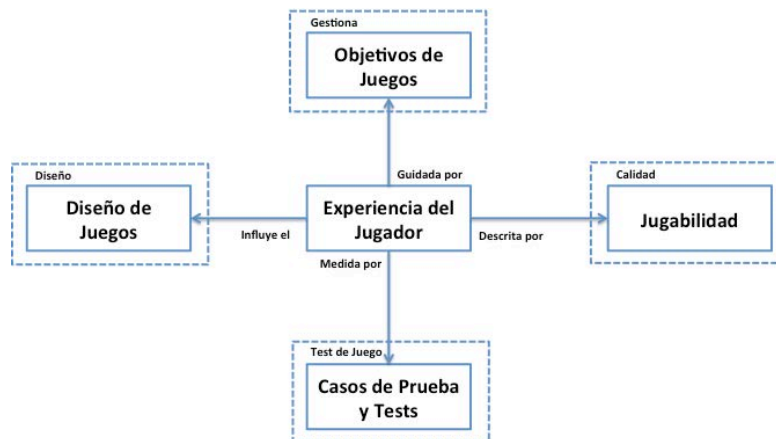 Gestiona
Objetivos de
Juegos
Guiada por
Diseño
Diseño de
Juegos
Influye el
Experiencia del
Jugador
Descrita por
Calidad
Jugabilidad
Medida por
Test de Juego
Casos de Prueba
y Tests